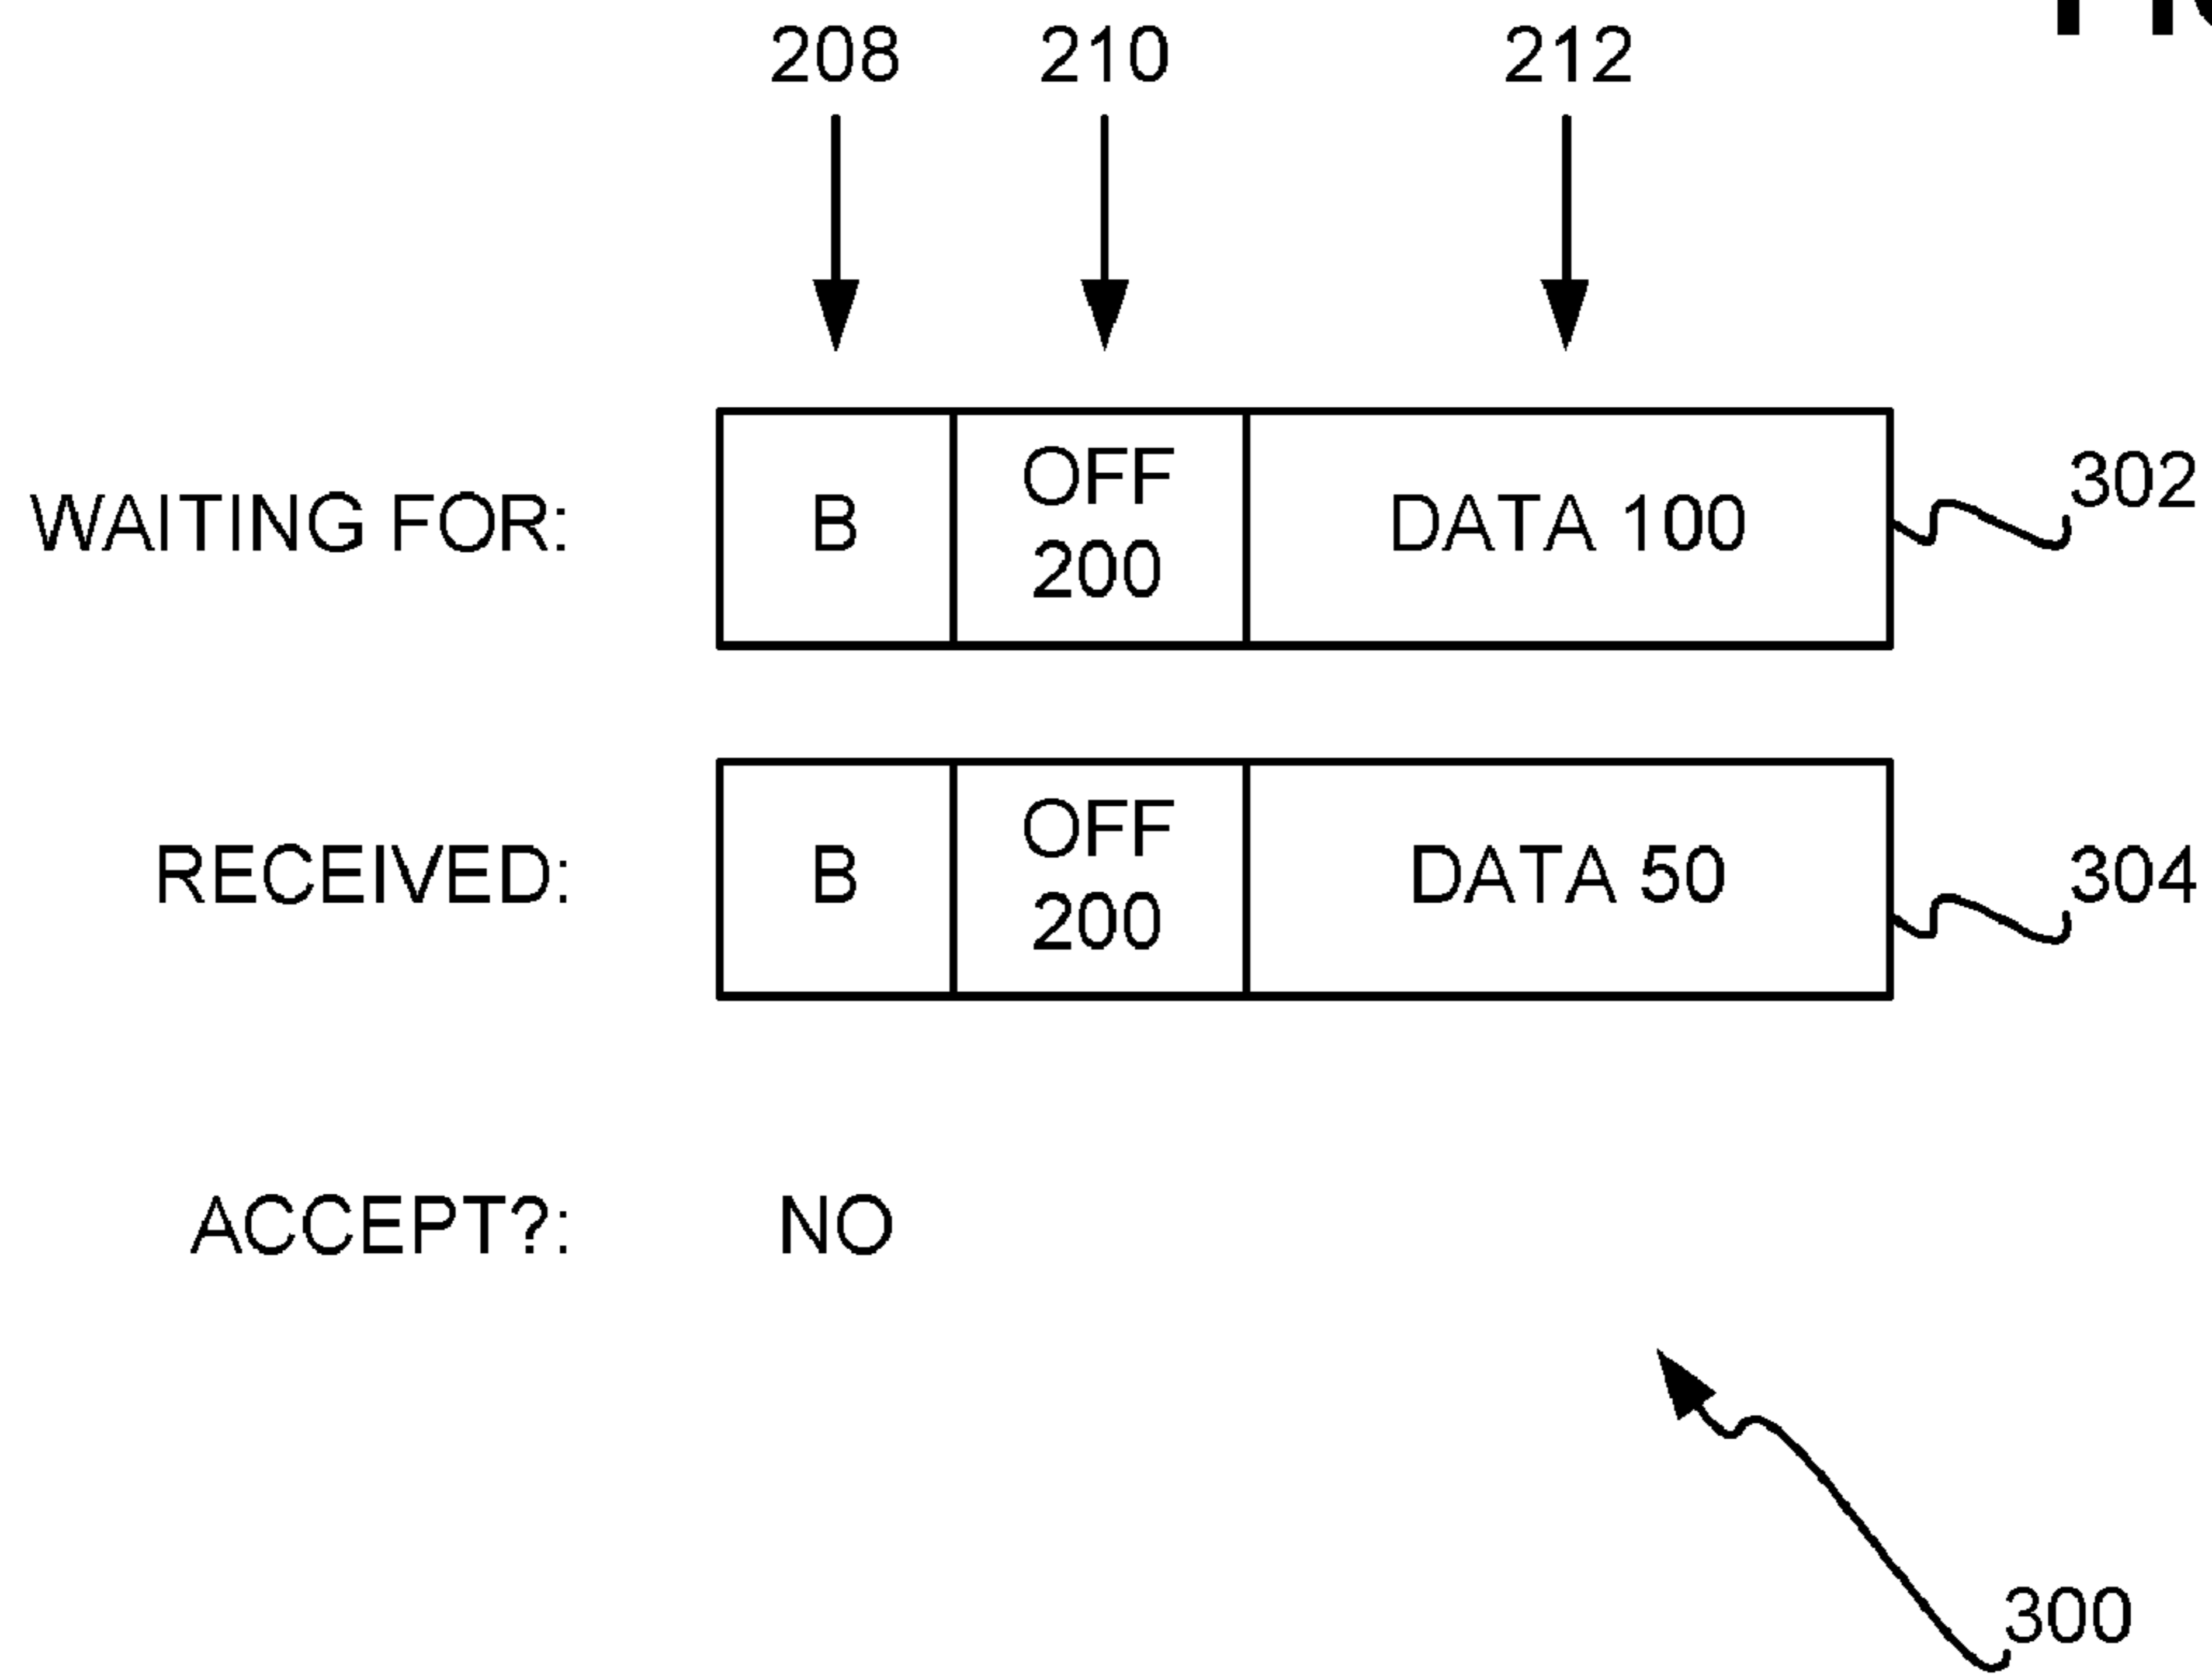 208 210 212
WAITING FOR: B OFF 200 DATA 100 302
RECEIVED: B OFF 200 DATA 50 304
ACCEPT?: NO
300